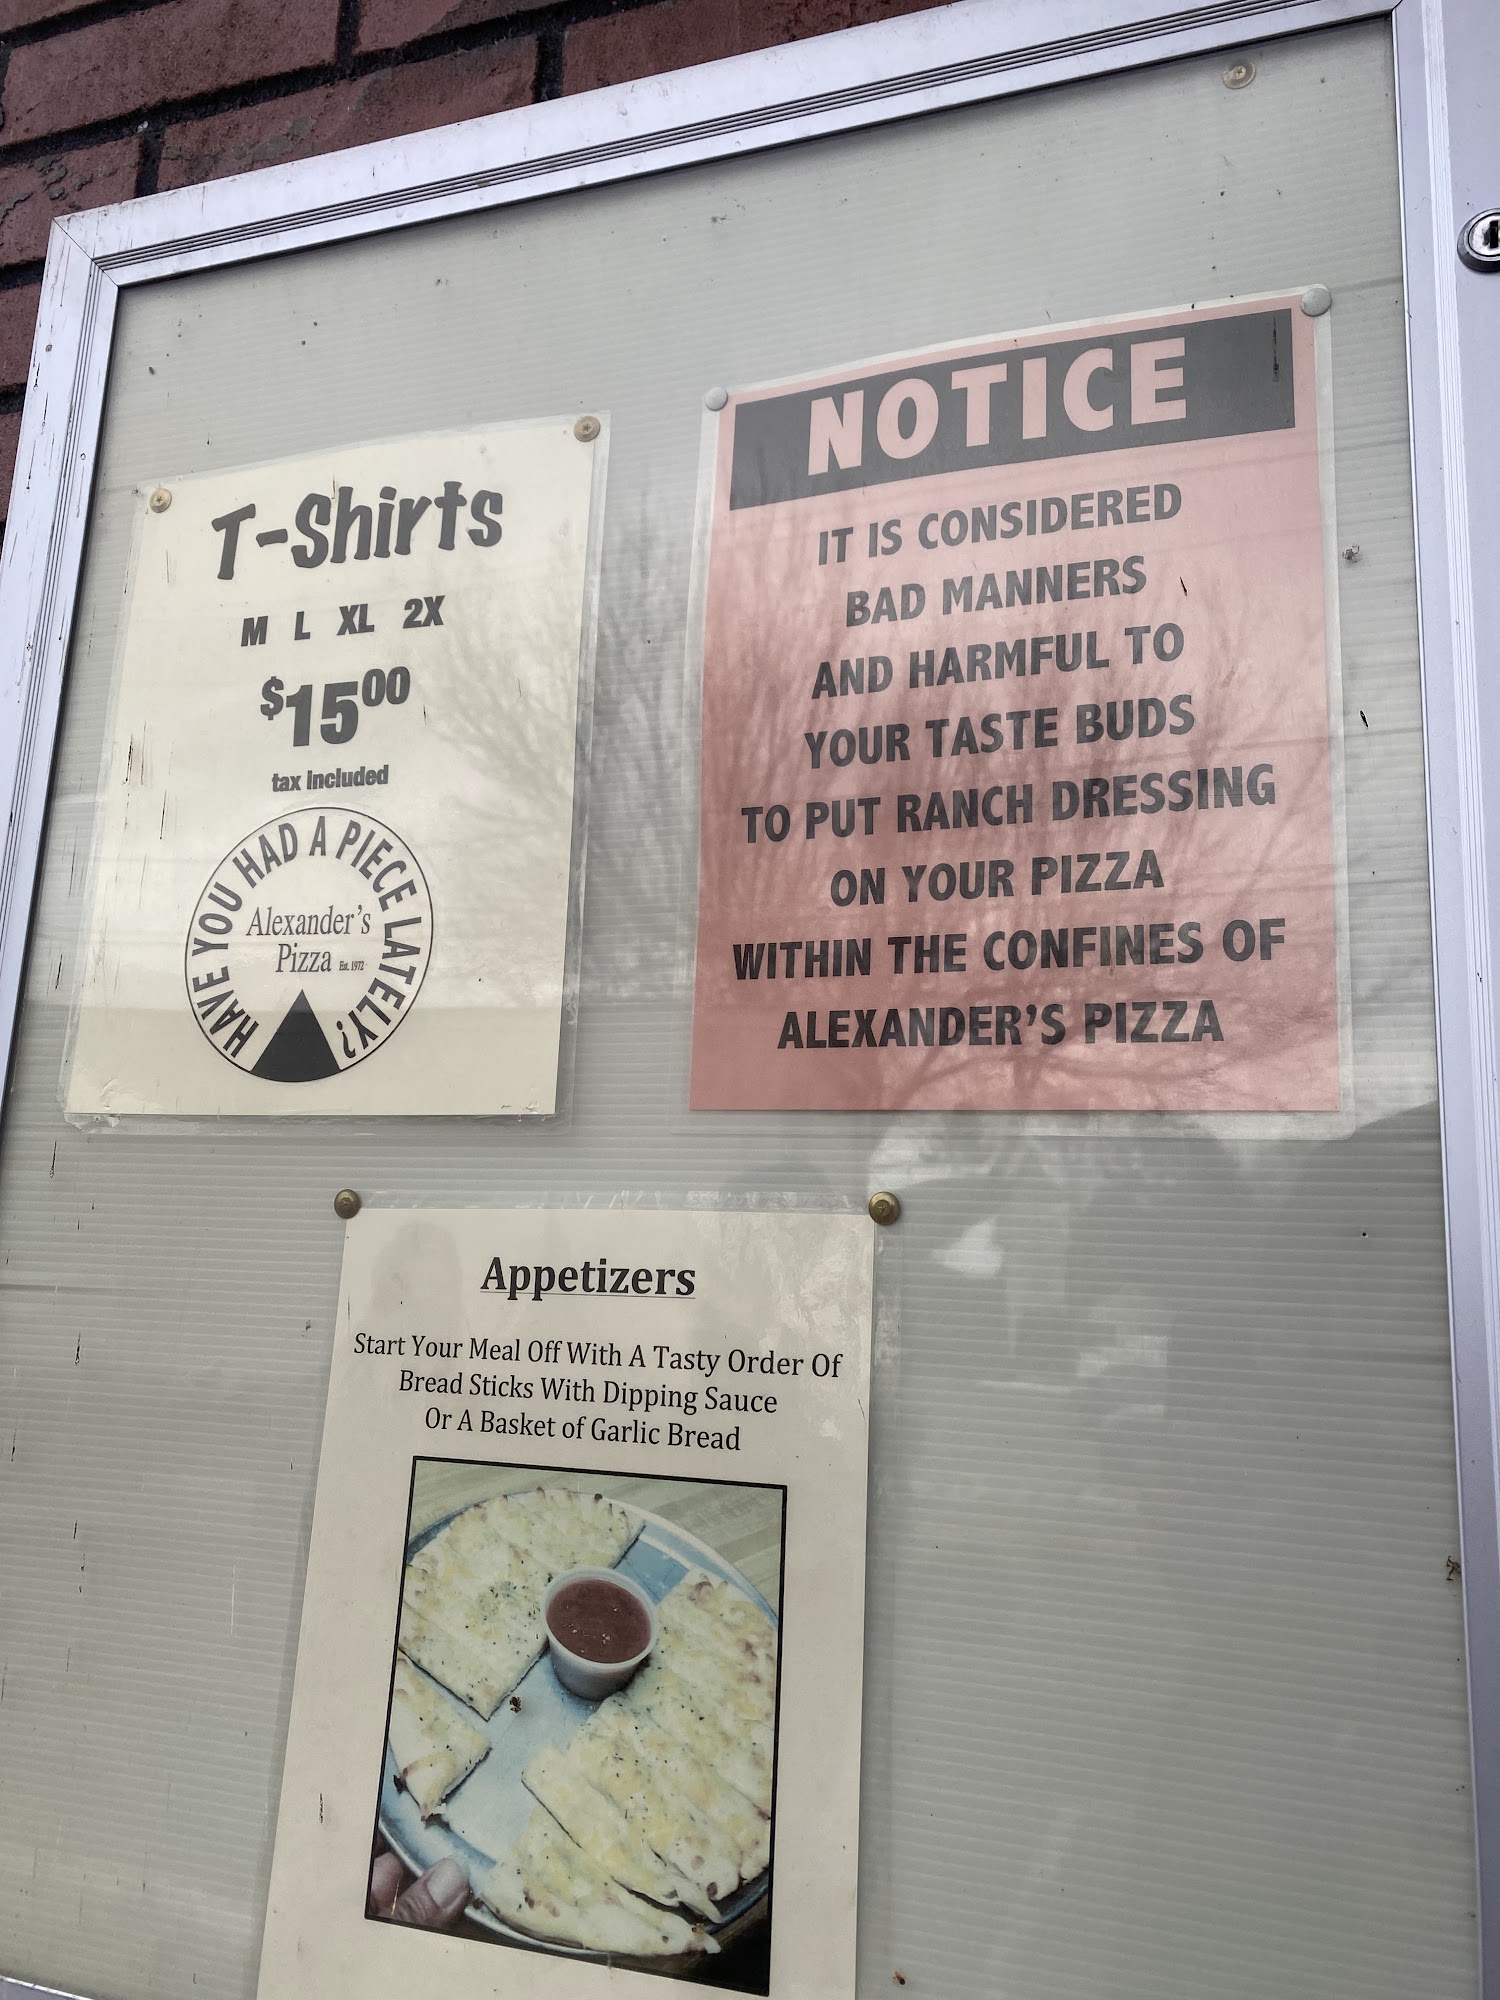 T-Shirts
M L XL 2X
$1500
tax included
HAVE YOU HAD A PIECE LATELY?
Alexander's
Pizza Est. 1972
NOTICE
IT IS CONSIDERED
BAD MANNERS
AND HARMFUL TO
YOUR TASTE BUDS
TO PUT RANCH DRESSING
ON YOUR PIZZA
WITHIN THE CONFINES OF
ALEXANDER'S PIZZA
Appetizers
Start Your Meal Off With A Tasty Order Of
Bread Sticks With Dipping Sauce
Or A Basket of Garlic Bread